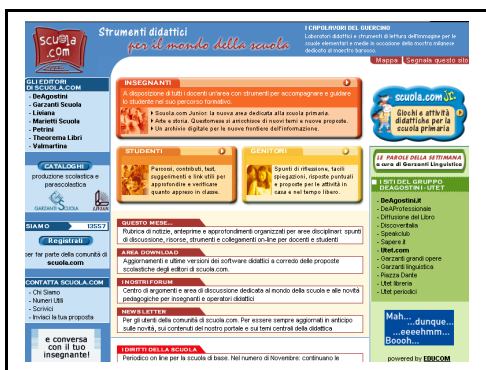 scuola
.com
Strumenti didattici
per il mondo della scuola
I CAPOLAVORI DEL GUERCINO
Laboratori didattici e strumenti di lettura dell'immagine per le
scuole elementari e medie in occasione della mostra milanese
dedicata al maestro barocco.
Mappa
Segnala questo sito
GLI EDITORI
DI SCUOLA.COM
- DeAgostini
- Garzanti Scuola
- Liviana
- Marietti Scuola
- Petrini
- Theorema Libri
- Valmartina
CATALOGHI
produzione scolastica e
parascolastica
GARZANTI SCUOLA
LIVIANA
SIAMO 13557
Registrati
per far parte della comunità di
scuola.com
CONTATTA SCUOLA.COM
- Chi Siamo
- Numeri Utili
- Scrivici
- Inviaci la tua proposta
e conversa
con il tuo
insegnante!
INSEGNANTI
A disposizione di tutti i docenti un'area con strumenti per accompagnare e guidare
lo studente nel suo percorso formativo.
Scuola.com Junior: la nuova area dedicata alla scuola primaria.
Arte e storia. Questomese si arricchisce di nuovi temi e nuove proposte.
Un archivio digitale per le nuove frontiere dell'informazione.
STUDENTI
Percorsi, contributi, test,
suggerimenti e link utili per
approfondire e verificare
quanto appreso in classe.
GENITORI
Spunti di riflessione, facili
spiegazioni, risposte puntuali
e proposte per le attività in
casa e nel tempo libero.
QUESTO MESE...
Rubrica di notizie, anteprime e approfondimenti organizzati per aree disciplinari: spunti
di discussione, risorse, strumenti e collegamenti on-line per docenti e studenti
AREA DOWNLOAD
Aggiornamenti e ultime versioni dei software didattici a corredo delle proposte
scolastiche degli editori di scuola.com.
I NOSTRI FORUM
Centro di argomenti e area di discussione dedicata al mondo della scuola e alle novità
pedagogiche per insegnanti e operatori didattici
NEWSLETTER
Per gli utenti della comunità di scuola.com. Per essere sempre aggiornati in anticipo
sulle novità, sui contenuti del nostro portale e sui temi centrali della didattica
I DIRITTI DELLA SCUOLA
Periodico on line per la scuola di base. Nel numero di Novembre: continuano le
scuola.com Jr.
Giochi e attività
didattiche per la
scuola primaria
LE PAROLE DELLA SETTIMANA
a cura di Garzanti Linguistica
I SITI DEL GRUPPO
DEAGOSTINI - UTET
- DeAgostini.it
- DeAProfessionale
- Diffusione del Libro
- Discoveritalia
- Speakclub
- Sapere.it
- Utet.com
- Garzanti grandi opere
- Garzanti linguistica
- Piazza Dante
- Utet libreria
- Utet periodici
Mah...
...dunque...
...eeeehmm...
Boooh...
powered by EDUCOM